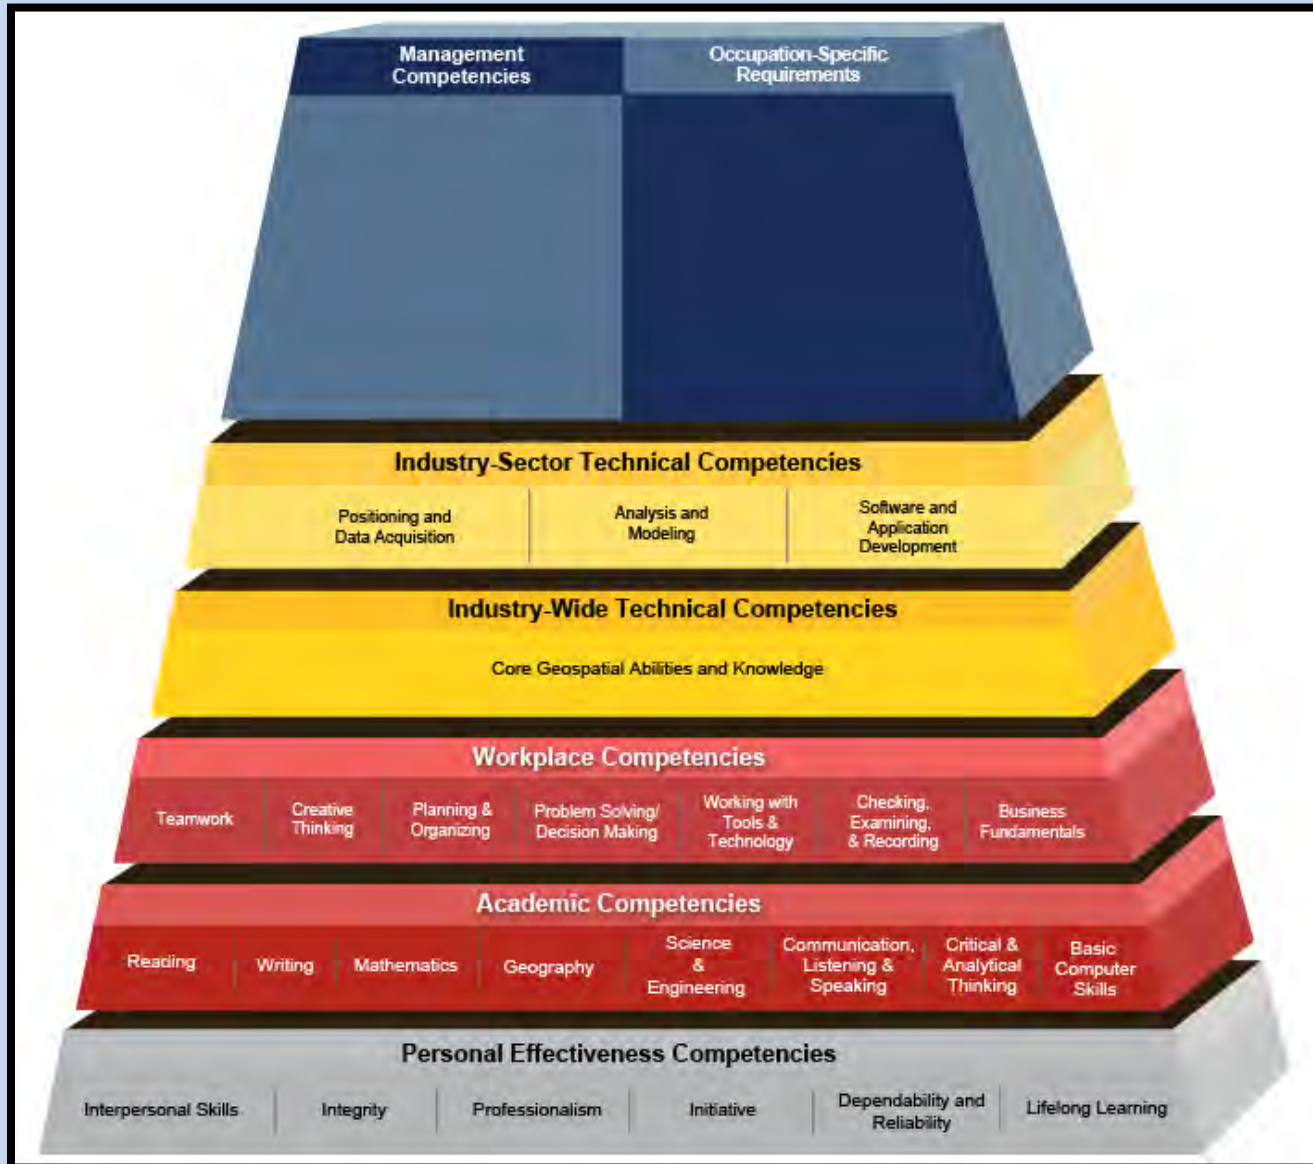 Management
Competencies
Occupation-Specific
Requirements
Industry-Sector Technical Competencies
Positioning and
Data Acquisition
Analysis and
Modeling
Software and
Application
Development
Industry-Wide Technical Competencies
Core Geospatial Abilities and Knowledge
Workplace Competencies
Teamwork
Creative
Thinking
Planning &
Organizing
Problem Solving/
Decision Making
Working with
Tools &
Technology
Checking,
Examining,
& Recording
Business
Fundamentals
Academic Competencies
Reading
Writing
Mathematics
Geography
Science
&
Engineering
Communication,
Listening &
Speaking
Critical &
Analytical
Thinking
Basic
Computer
Skills
Personal Effectiveness Competencies
Interpersonal Skills
Integrity
Professionalism
Initiative
Dependability and
Reliability
Lifelong Learning